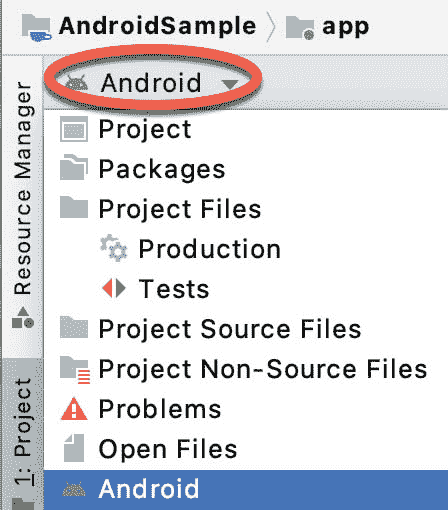 AndroidSample 〉 app
Android
Project
Packages
Project Files
Production
Tests
Project Source Files
Project Non-Source Files
Problems
Open Files
Android
Resource Manager
1: Project